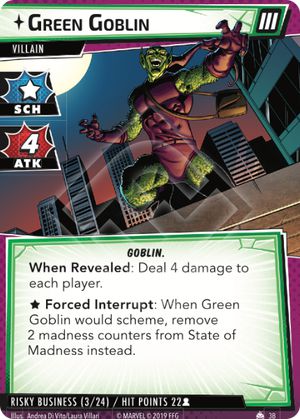 GREEN GOBLIN
III
VILLAIN
SCH
4
ATK
GOBLIN.
When Revealed: Deal 4 damage to
each player.
★ Forced Interrupt: When Green
Goblin would scheme, remove
2 madness counters from State of
Madness instead.
RISKY BUSINESS (3/24) / HIT POINTS 22
Illus. Andrea Di Vito/Laura Villari
© MARVEL © 2019 FFG
38